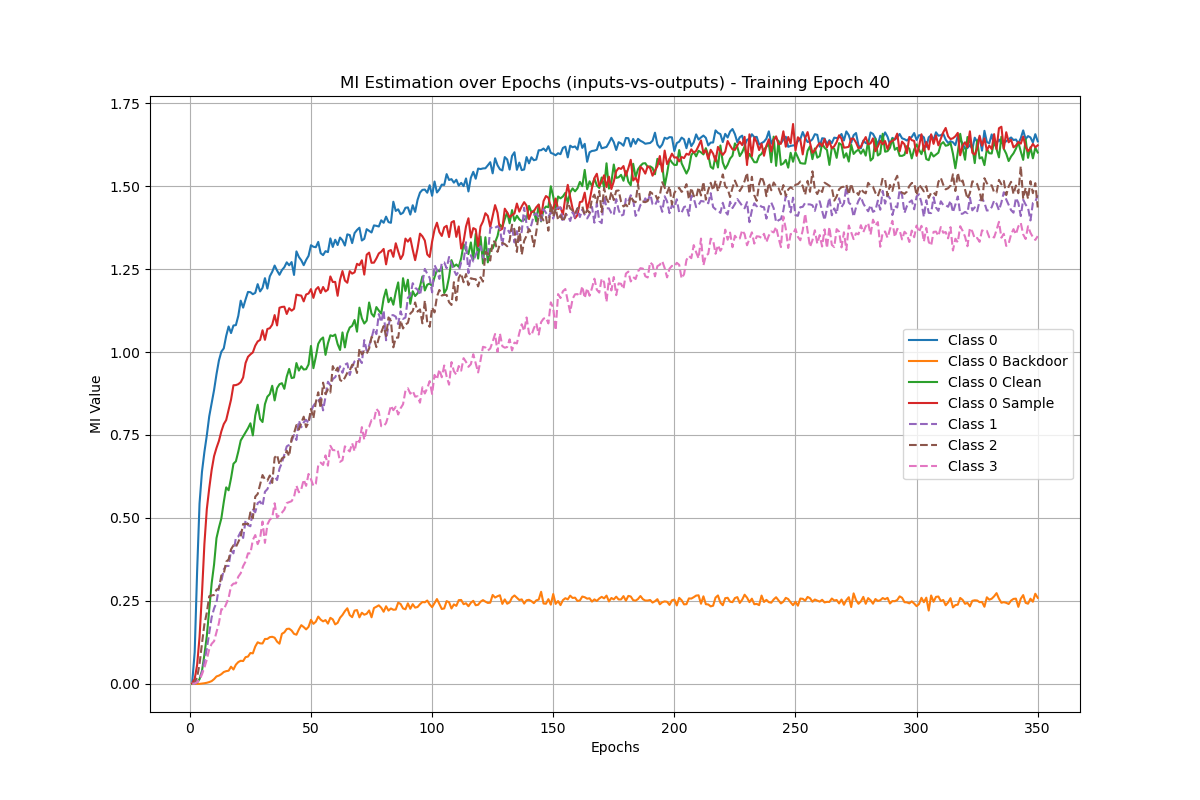 MI Estimation over Epochs (inputs-vs-outputs) - Training Epoch 40
MI Value
1.75
1.50
1.25
1.00
0.75
0.50
0.25
0.00
Class 0
Class 0 Backdoor
Class 0 Clean
Class 0 Sample
Class 1
Class 2
Class 3
0 50 100 150 200 250 300 350
Epochs